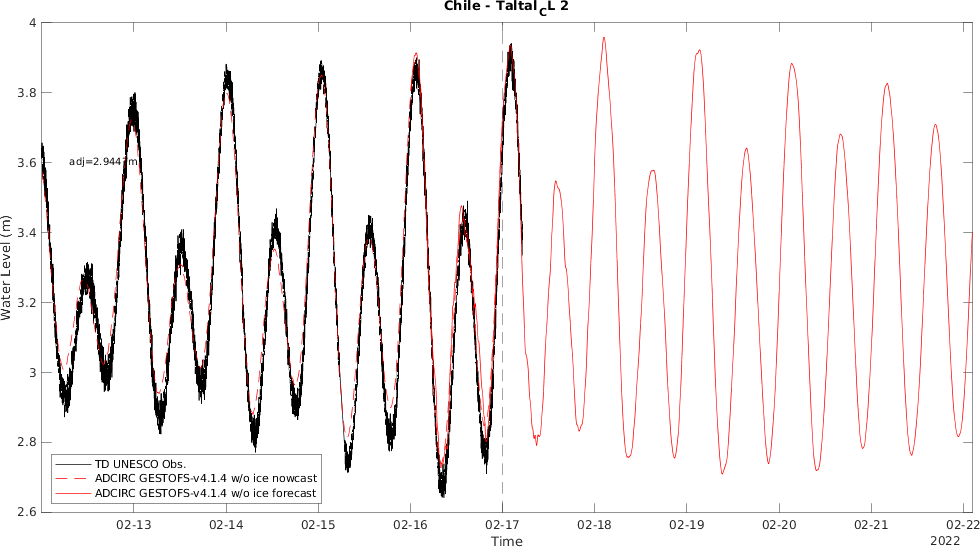 Chile - Taltal_CL 2
4
3.8
3.6
3.4
3.2
3
2.8
2.6
Water Level (m)
adj=2.9447m
TD UNESCO Obs.
ADCIRC GESTOFS-v4.1.4 w/o ice nowcast
ADCIRC GESTOFS-v4.1.4 w/o ice forecast
02-13 02-14 02-15 02-16 02-17 02-18 02-19 02-20 02-21 02-22
Time
2022